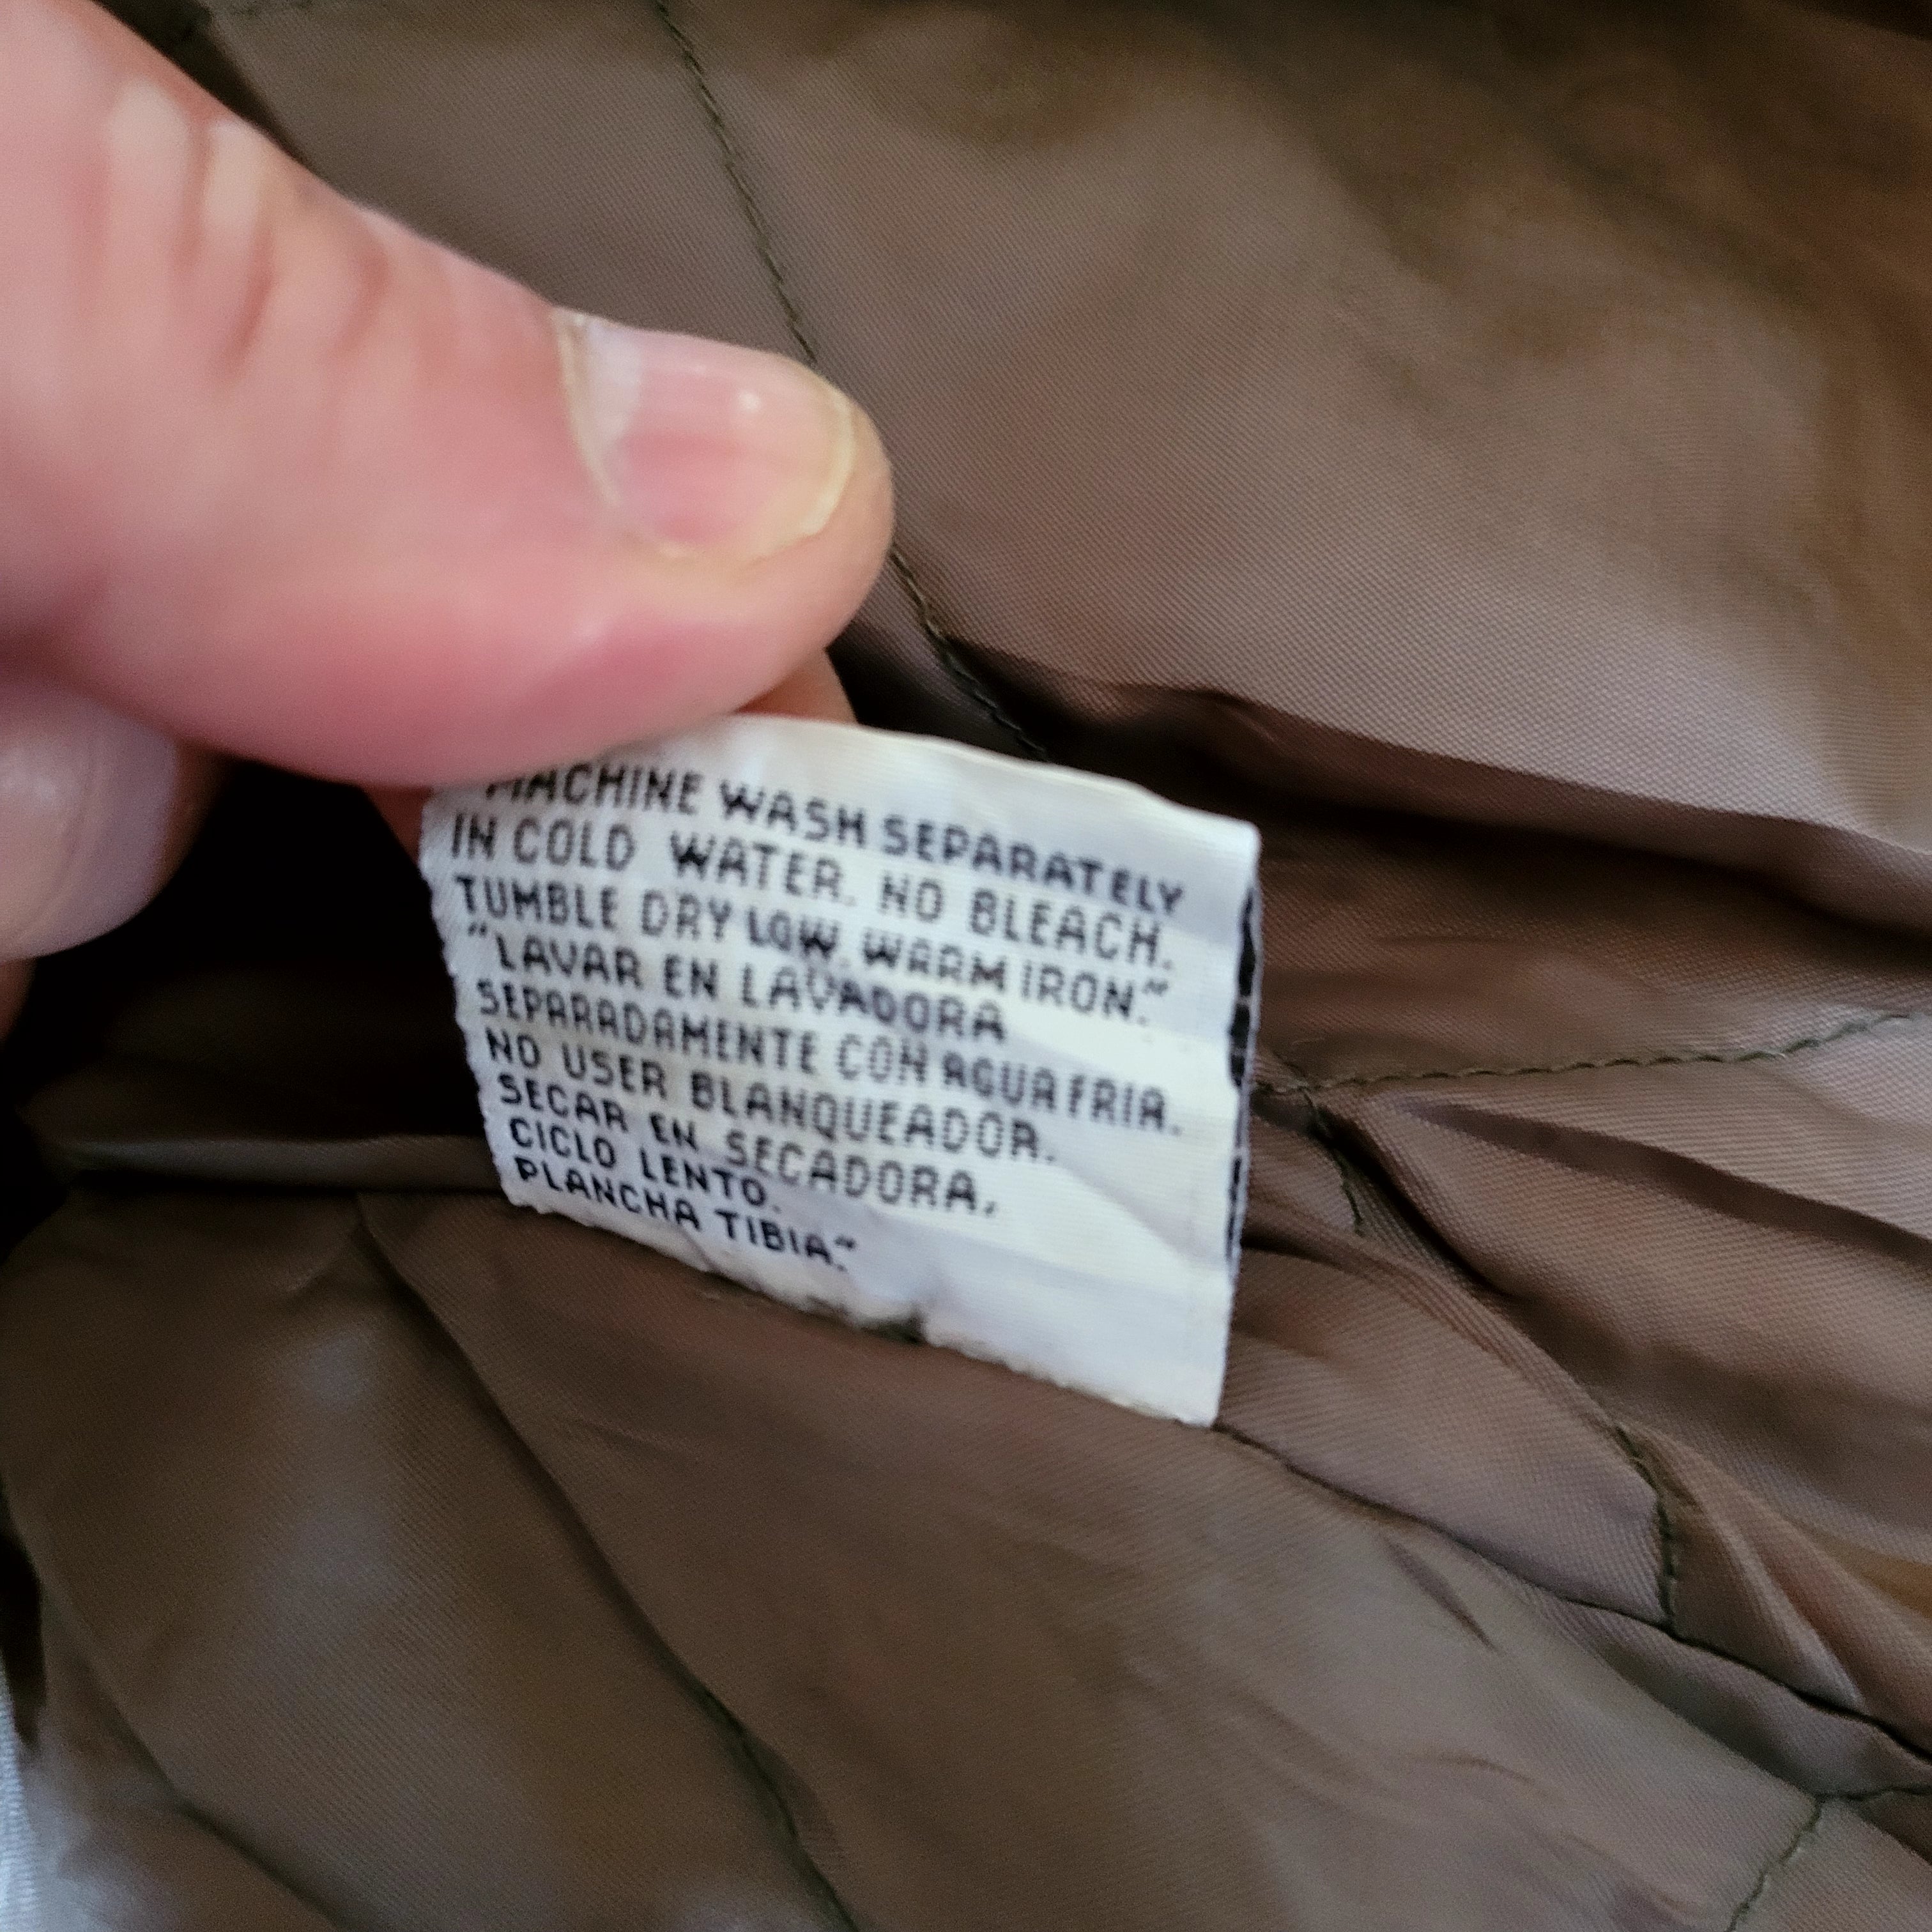 "MACHINE WASH SEPARATELY
IN COLD WATER. NO BLEACH.
TUMBLE DRY LOW. WARM IRON."
"LAVAR EN LAVADORA
SEPARADAMENTE CON AGUA FRIA.
NO USER BLANQUEADOR.
SECAR EN SECADORA,
CICLO LENTO.
PLANCHA TIBIA."